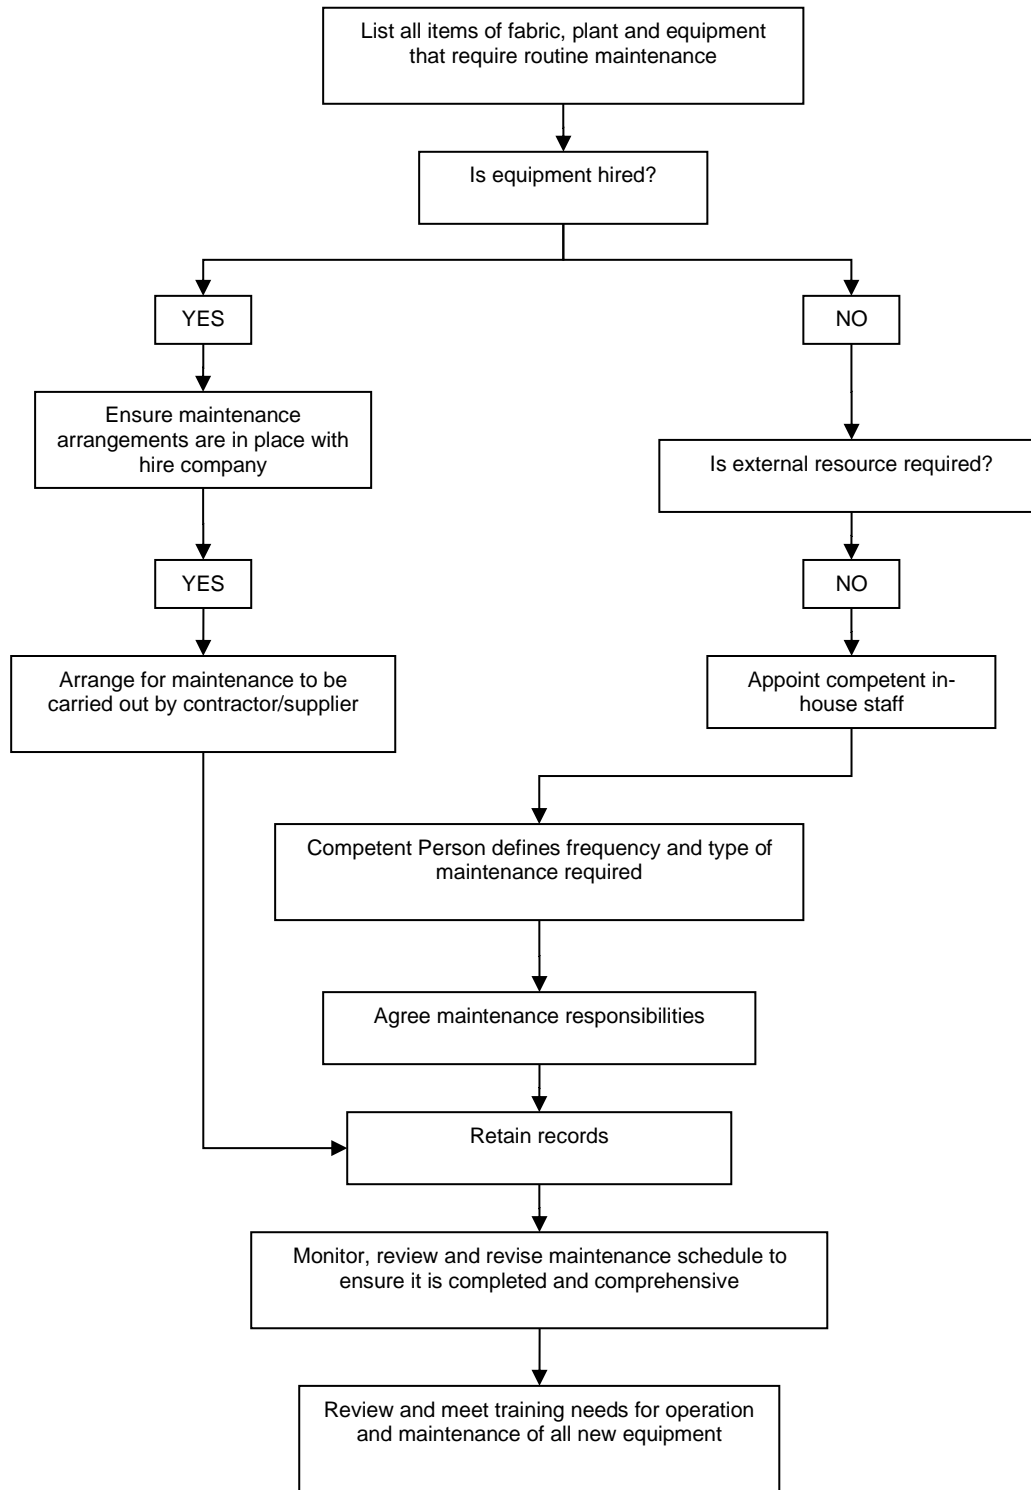 List all items of fabric, plant and equipment
that require routine maintenance
Is equipment hired?
YES
NO
Ensure maintenance
arrangements are in place with
hire company
Is external resource required?
YES
NO
Arrange for maintenance to be
carried out by contractor/supplier
Appoint competent in-
house staff
Competent Person defines frequency and type of
maintenance required
Agree maintenance responsibilities
Retain records
Monitor, review and revise maintenance schedule to
ensure it is completed and comprehensive
Review and meet training needs for operation
and maintenance of all new equipment